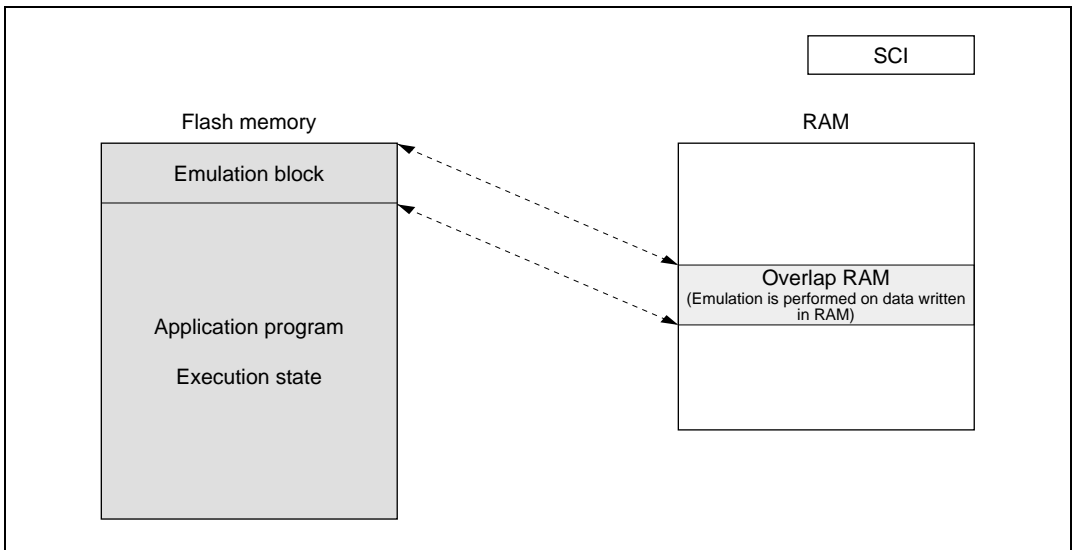 SCI
Flash memory
RAM
Emulation block
Overlap RAM
(Emulation is performed on data written
in RAM)
Application program
Execution state